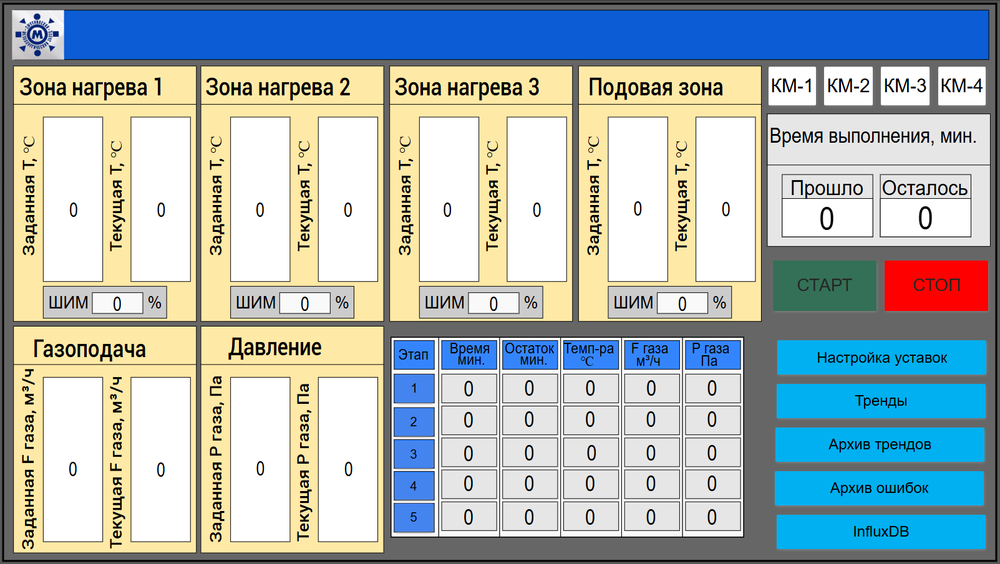 ОМУТНИНСКИЙ
МЕТАЛЛУРГИЧЕСКИЙ ЗАВОД
М
Зона нагрева 1
Заданная Т, °С
0
Текущая Т, °С
0
ШИМ 0 %
Зона нагрева 2
Заданная Т, °С
0
Текущая Т, °С
0
ШИМ 0 %
Зона нагрева 3
Заданная Т, °С
0
Текущая Т, °С
0
ШИМ 0 %
Подовая зона
Заданная Т, °С
0
Текущая Т, °С
0
ШИМ 0 %
КМ-1 КМ-2 КМ-3 КМ-4
Время выполнения, мин.
Прошло Осталось
0 0
СТАРТ СТОП
Газоподача
Заданная F газа, м³/ч
0
Текущая F газа, м³/ч
0
Давление
Заданная Р газа, Па
0
Текущая Р газа, Па
0
Этап Время мин. Остаток мин. Темп-ра °С F газа м³/ч Р газа Па
1 0 0 0 0 0
2 0 0 0 0 0
3 0 0 0 0 0
4 0 0 0 0 0
5 0 0 0 0 0
Настройка уставок
Тренды
Архив трендов
Архив ошибок
InfluxDB